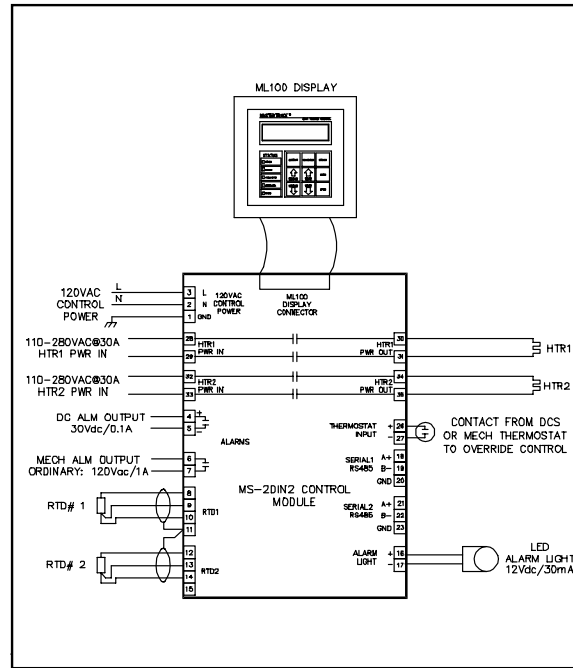 ML100 DISPLAY
120VAC
CONTROL
POWER
L
N
3 L
2 N
1 GND
120VAC
CONTROL
POWER
ML100
DISPLAY
CONNECTOR
110-280VAC@30A
HTR1 PWR IN
28
29
HTR1
PWR IN
HTR1
PWR OUT
30
31
HTR1
110-280VAC@30A
HTR2 PWR IN
32
33
HTR2
PWR IN
HTR2
PWR OUT
34
35
HTR2
DC ALM OUTPUT
30Vdc/0.1A
4 +
5 -
ALARMS
MECH ALM OUTPUT
ORDINARY: 120Vac/1A
6
7
THERMOSTAT
INPUT
+ 26
- 27
CONTACT FROM DCS
OR MECH THERMOSTAT
TO OVERRIDE CONTROL
SERIAL1
RS485
A+ 18
B- 19
GND 20
MS-2DIN2 CONTROL
MODULE
SERIAL2
RS485
A+ 21
B- 22
GND 23
RTD# 1
8
9
10
11
RTD1
RTD# 2
12
13
14
15
RTD2
ALARM
LIGHT
+ 16
- 17
LED
ALARM LIGHT
12Vdc/30mA